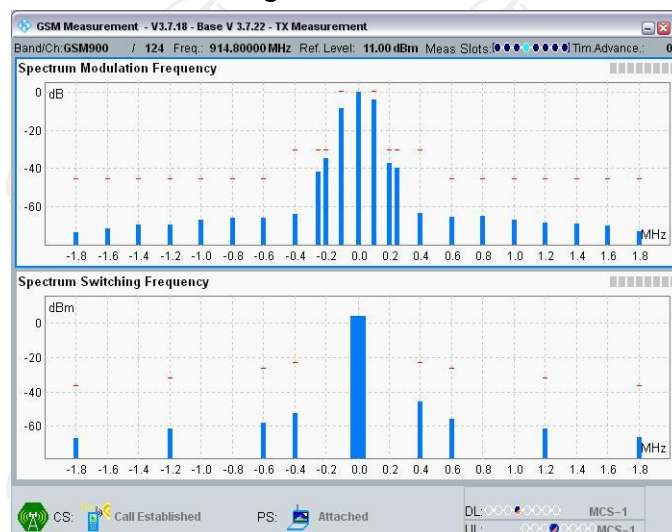 GSM Measurement - V3.7.18 - Base V 3.7.22 - TX Measurement
Band/Ch:GSM900 / 124 Freq.: 914.80000 MHz Ref. Level: 11.00 dBm Meas Slots: Tim.Advance.: 0
Spectrum Modulation Frequency
dB
0
-20
-40
-60
-1.8 -1.6 -1.4 -1.2 -1.0 -0.8 -0.6 -0.4 -0.2 0.0 0.2 0.4 0.6 0.8 1.0 1.2 1.4 1.6 1.8
MHz
Spectrum Switching Frequency
dBm
0
-20
-40
-60
MHz
-1.8 -1.6 -1.4 -1.2 -1.0 -0.8 -0.6 -0.4 -0.2 0.0 0.2 0.4 0.6 0.8 1.0 1.2 1.4 1.6 1.8
CS: Call Established PS: Attached DL: MCS-1
UL: MCS-1